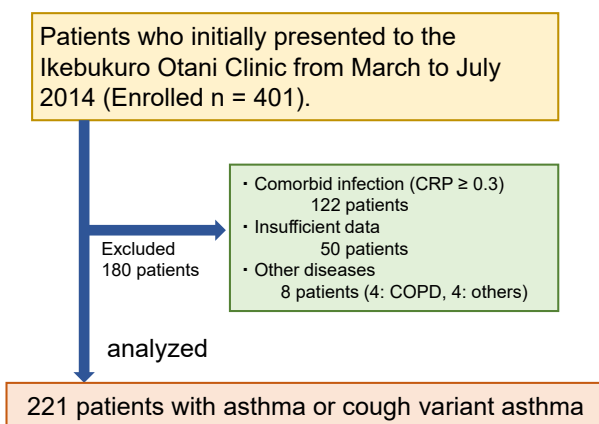 Patients who initially presented to the
Ikebukuro Otani Clinic from March to July
2014 (Enrolled n = 401).
・Comorbid infection (CRP ≥ 0.3)
122 patients
・Insufficient data
50 patients
・Other diseases
8 patients (4: COPD, 4: others)
Excluded
180 patients
analyzed
221 patients with asthma or cough variant asthma